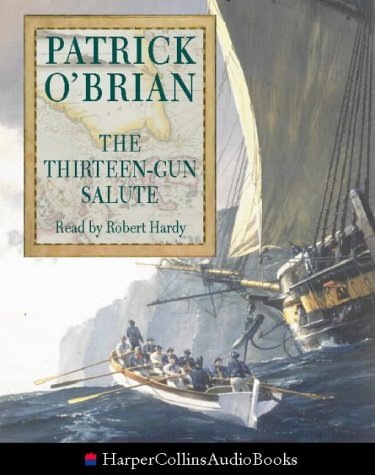 PATRICK
O'BRIAN
THE
THIRTEEN-GUN
SALUTE
Read by Robert Hardy
HarperCollinsAudioBooks